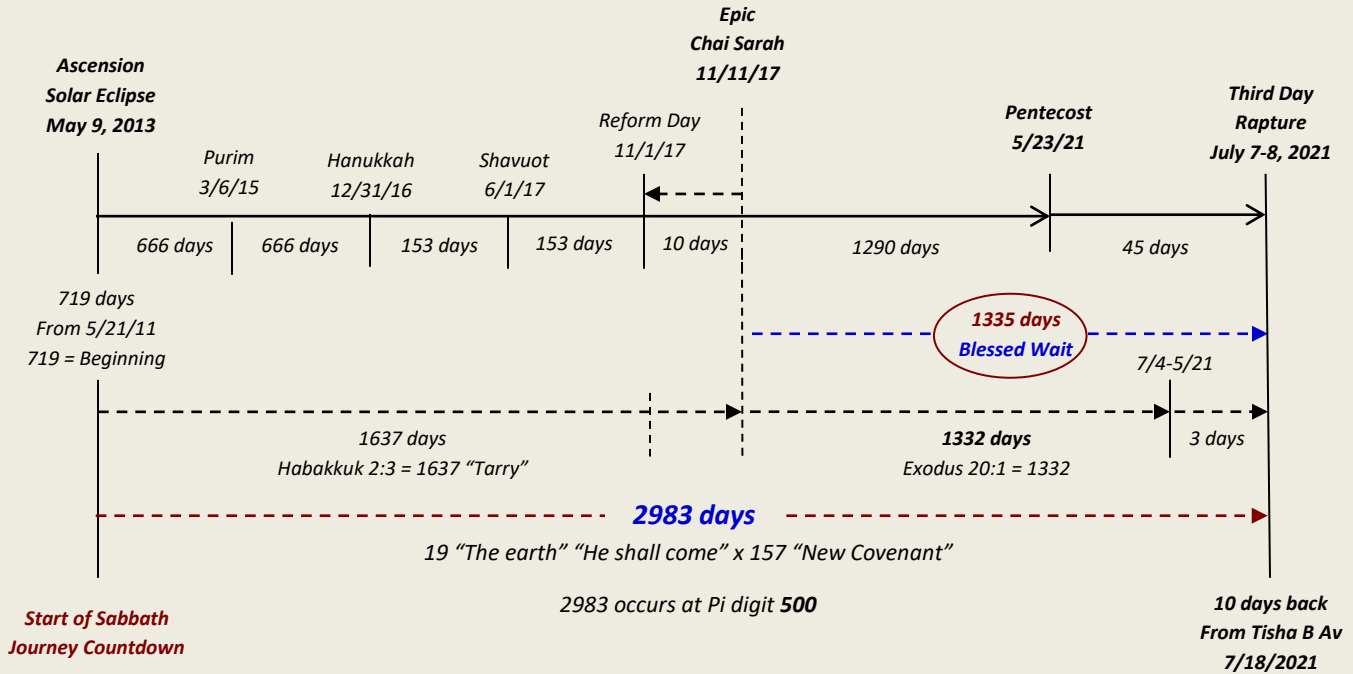 Epic
Chai Sarah
11/11/17
Ascension
Solar Eclipse
May 9, 2013
Purim
3/6/15
Hanukkah
12/31/16
Shavuot
6/1/17
Reform Day
11/1/17
Pentecost
5/23/21
Third Day
Rapture
July 7-8, 2021
666 days
666 days
153 days
153 days
10 days
1290 days
45 days
719 days
From 5/21/11
719 = Beginning
1335 days
Blessed Wait
7/4-5/21
1637 days
Habakkuk 2:3 = 1637 “Tarry”
1332 days
Exodus 20:1 = 1332
3 days
2983 days
19 “The earth” “He shall come” x 157 “New Covenant”
2983 occurs at Pi digit 500
Start of Sabbath
Journey Countdown
10 days back
From Tisha B Av
7/18/2021